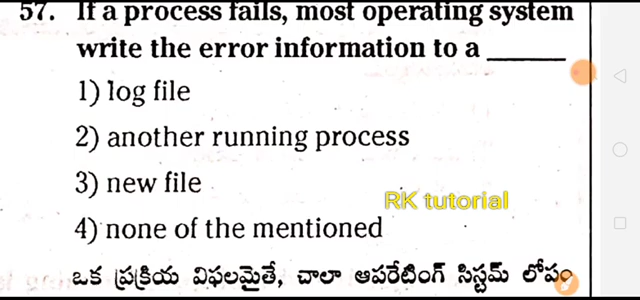 57. If a process fails, most operating system
write the error information to a ______
1) log file
2) another running process
3) new file
RK tutorial
4) none of the mentioned
ఒక ప్రక్రియ విఫలమైతే, చాలా ఆపరేటింగ్ సిస్టమ్ లోపం